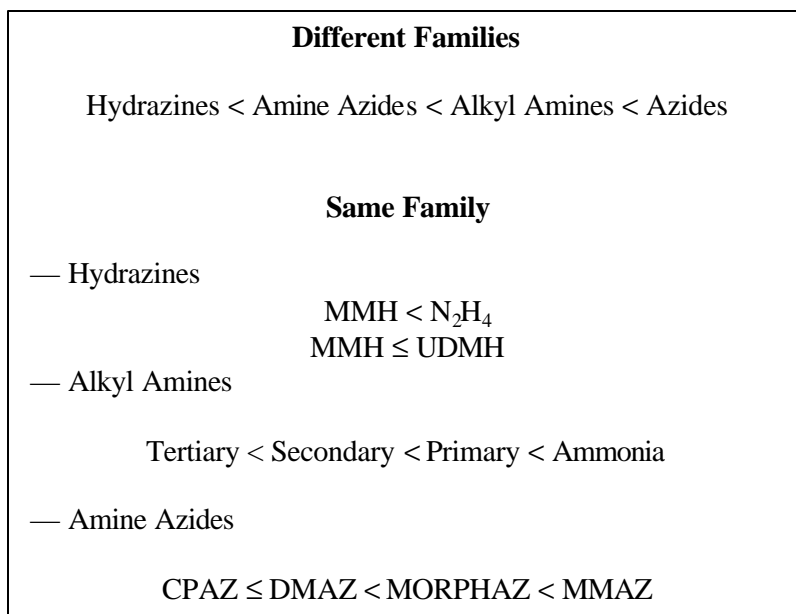 Different Families
Hydrazines < Amine Azides < Alkyl Amines < Azides
Same Family
— Hydrazines
MMH < N₂H₄
MMH ≤ UDMH
— Alkyl Amines
Tertiary < Secondary < Primary < Ammonia
— Amine Azides
CPAZ ≤ DMAZ < MORPHAZ < MMAZ